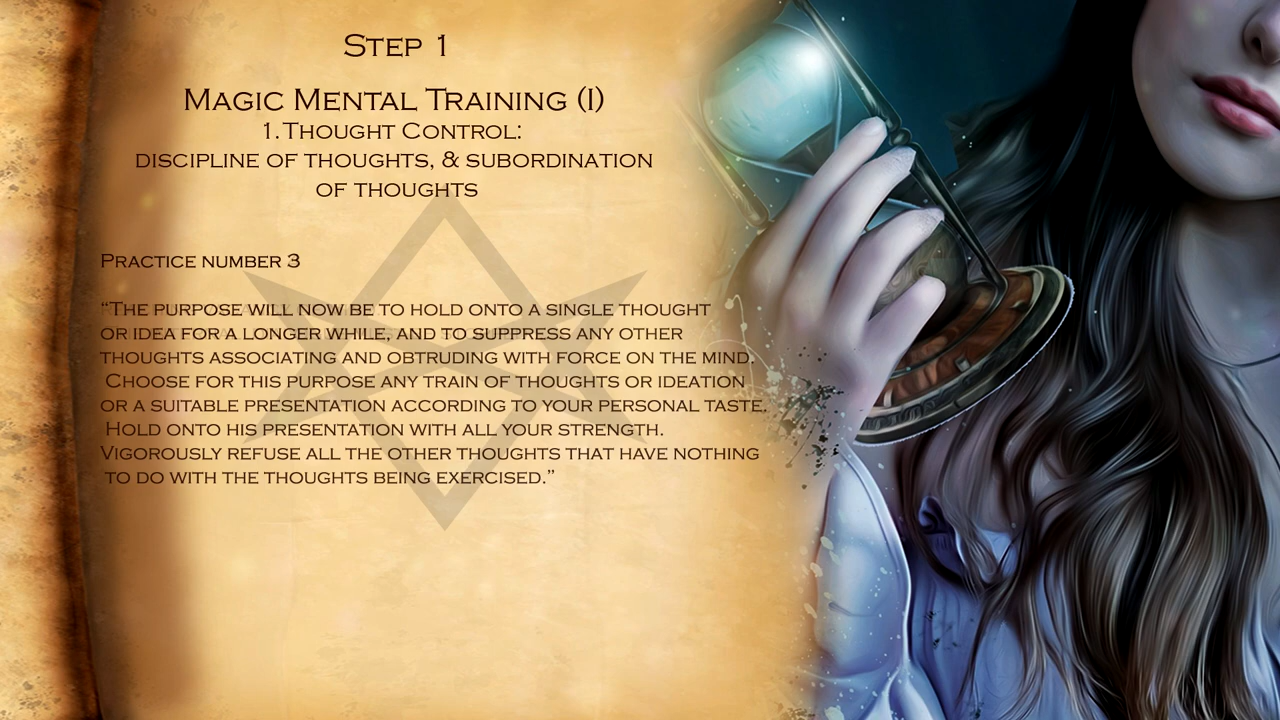 Step 1
Magic Mental Training (I)
1.Thought Control:
discipline of thoughts, & subordination
of thoughts
Practice number 3
“The purpose will now be to hold onto a single thought
or idea for a longer while, and to suppress any other
thoughts associating and obtruding with force on the mind.
Choose for this purpose any train of thoughts or ideation
or a suitable presentation according to your personal taste.
Hold onto his presentation with all your strength.
Vigorously refuse all the other thoughts that have nothing
to do with the thoughts being exercised.”